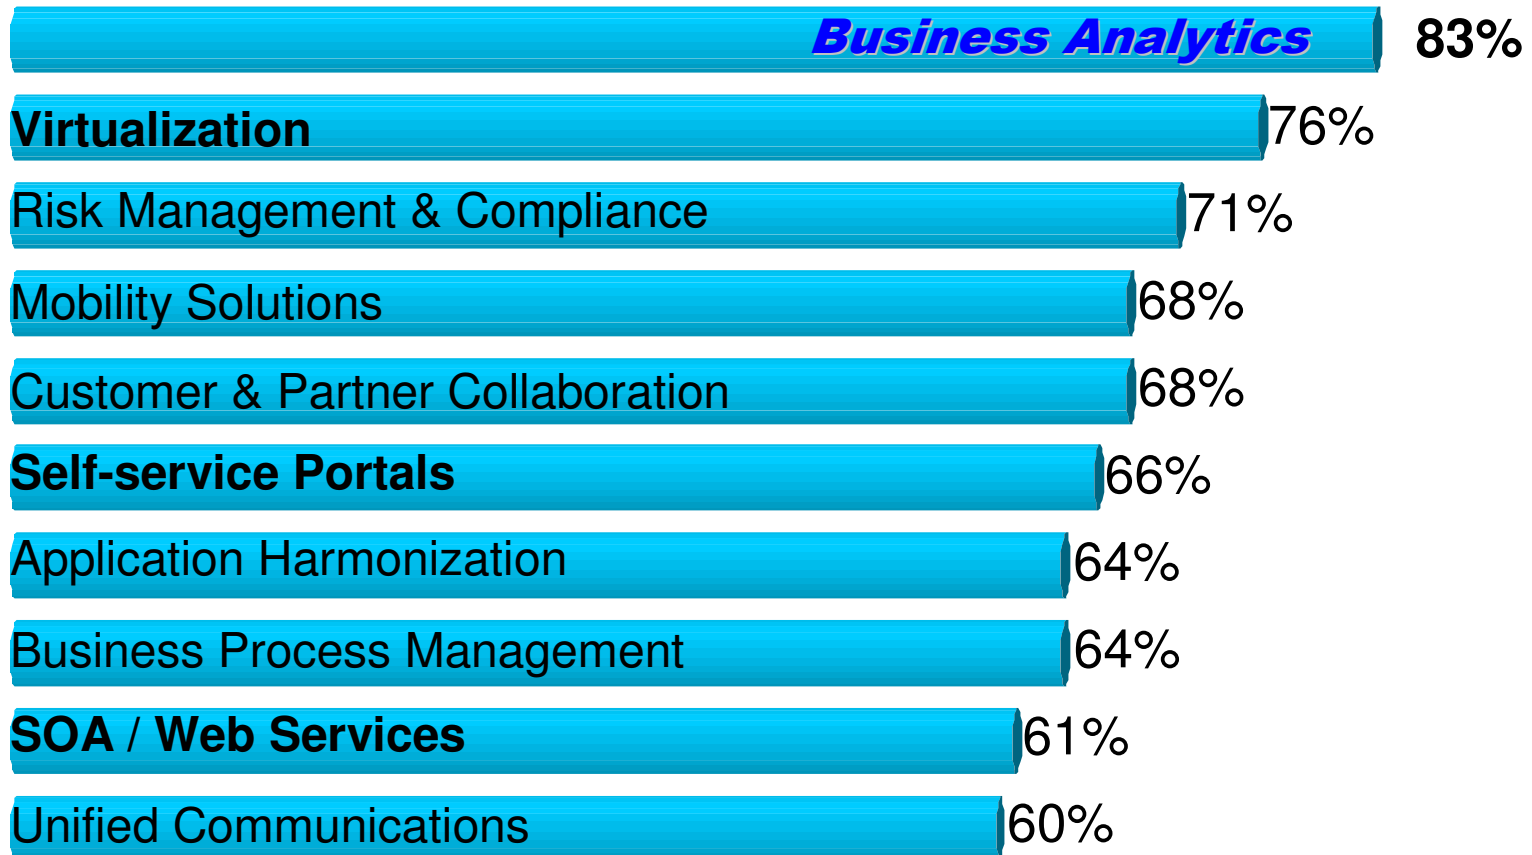 Business Analytics 83%
Virtualization 76%
Risk Management & Compliance 71%
Mobility Solutions 68%
Customer & Partner Collaboration 68%
Self-service Portals 66%
Application Harmonization 64%
Business Process Management 64%
SOA / Web Services 61%
Unified Communications 60%